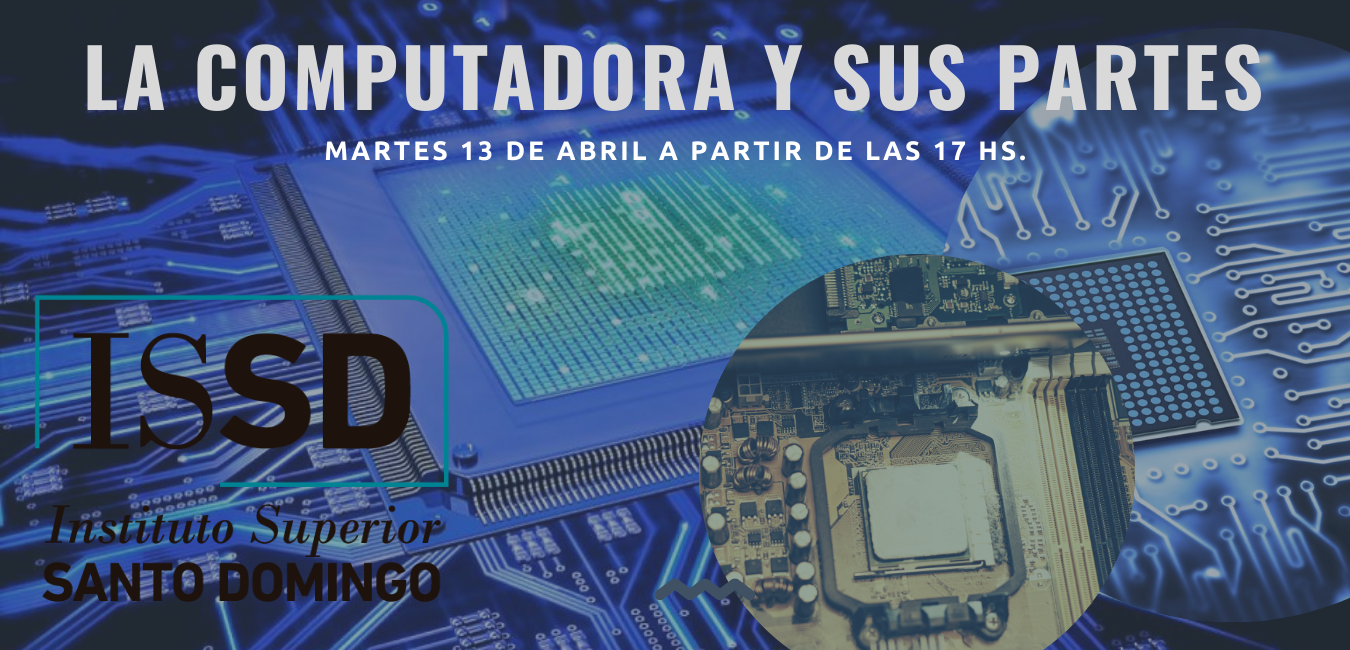 LA COMPUTADORA Y SUS PARTES
MARTES 13 DE ABRIL A PARTIR DE LAS 17 HS.
ISSD
Instituto Superior
SANTO DOMINGO